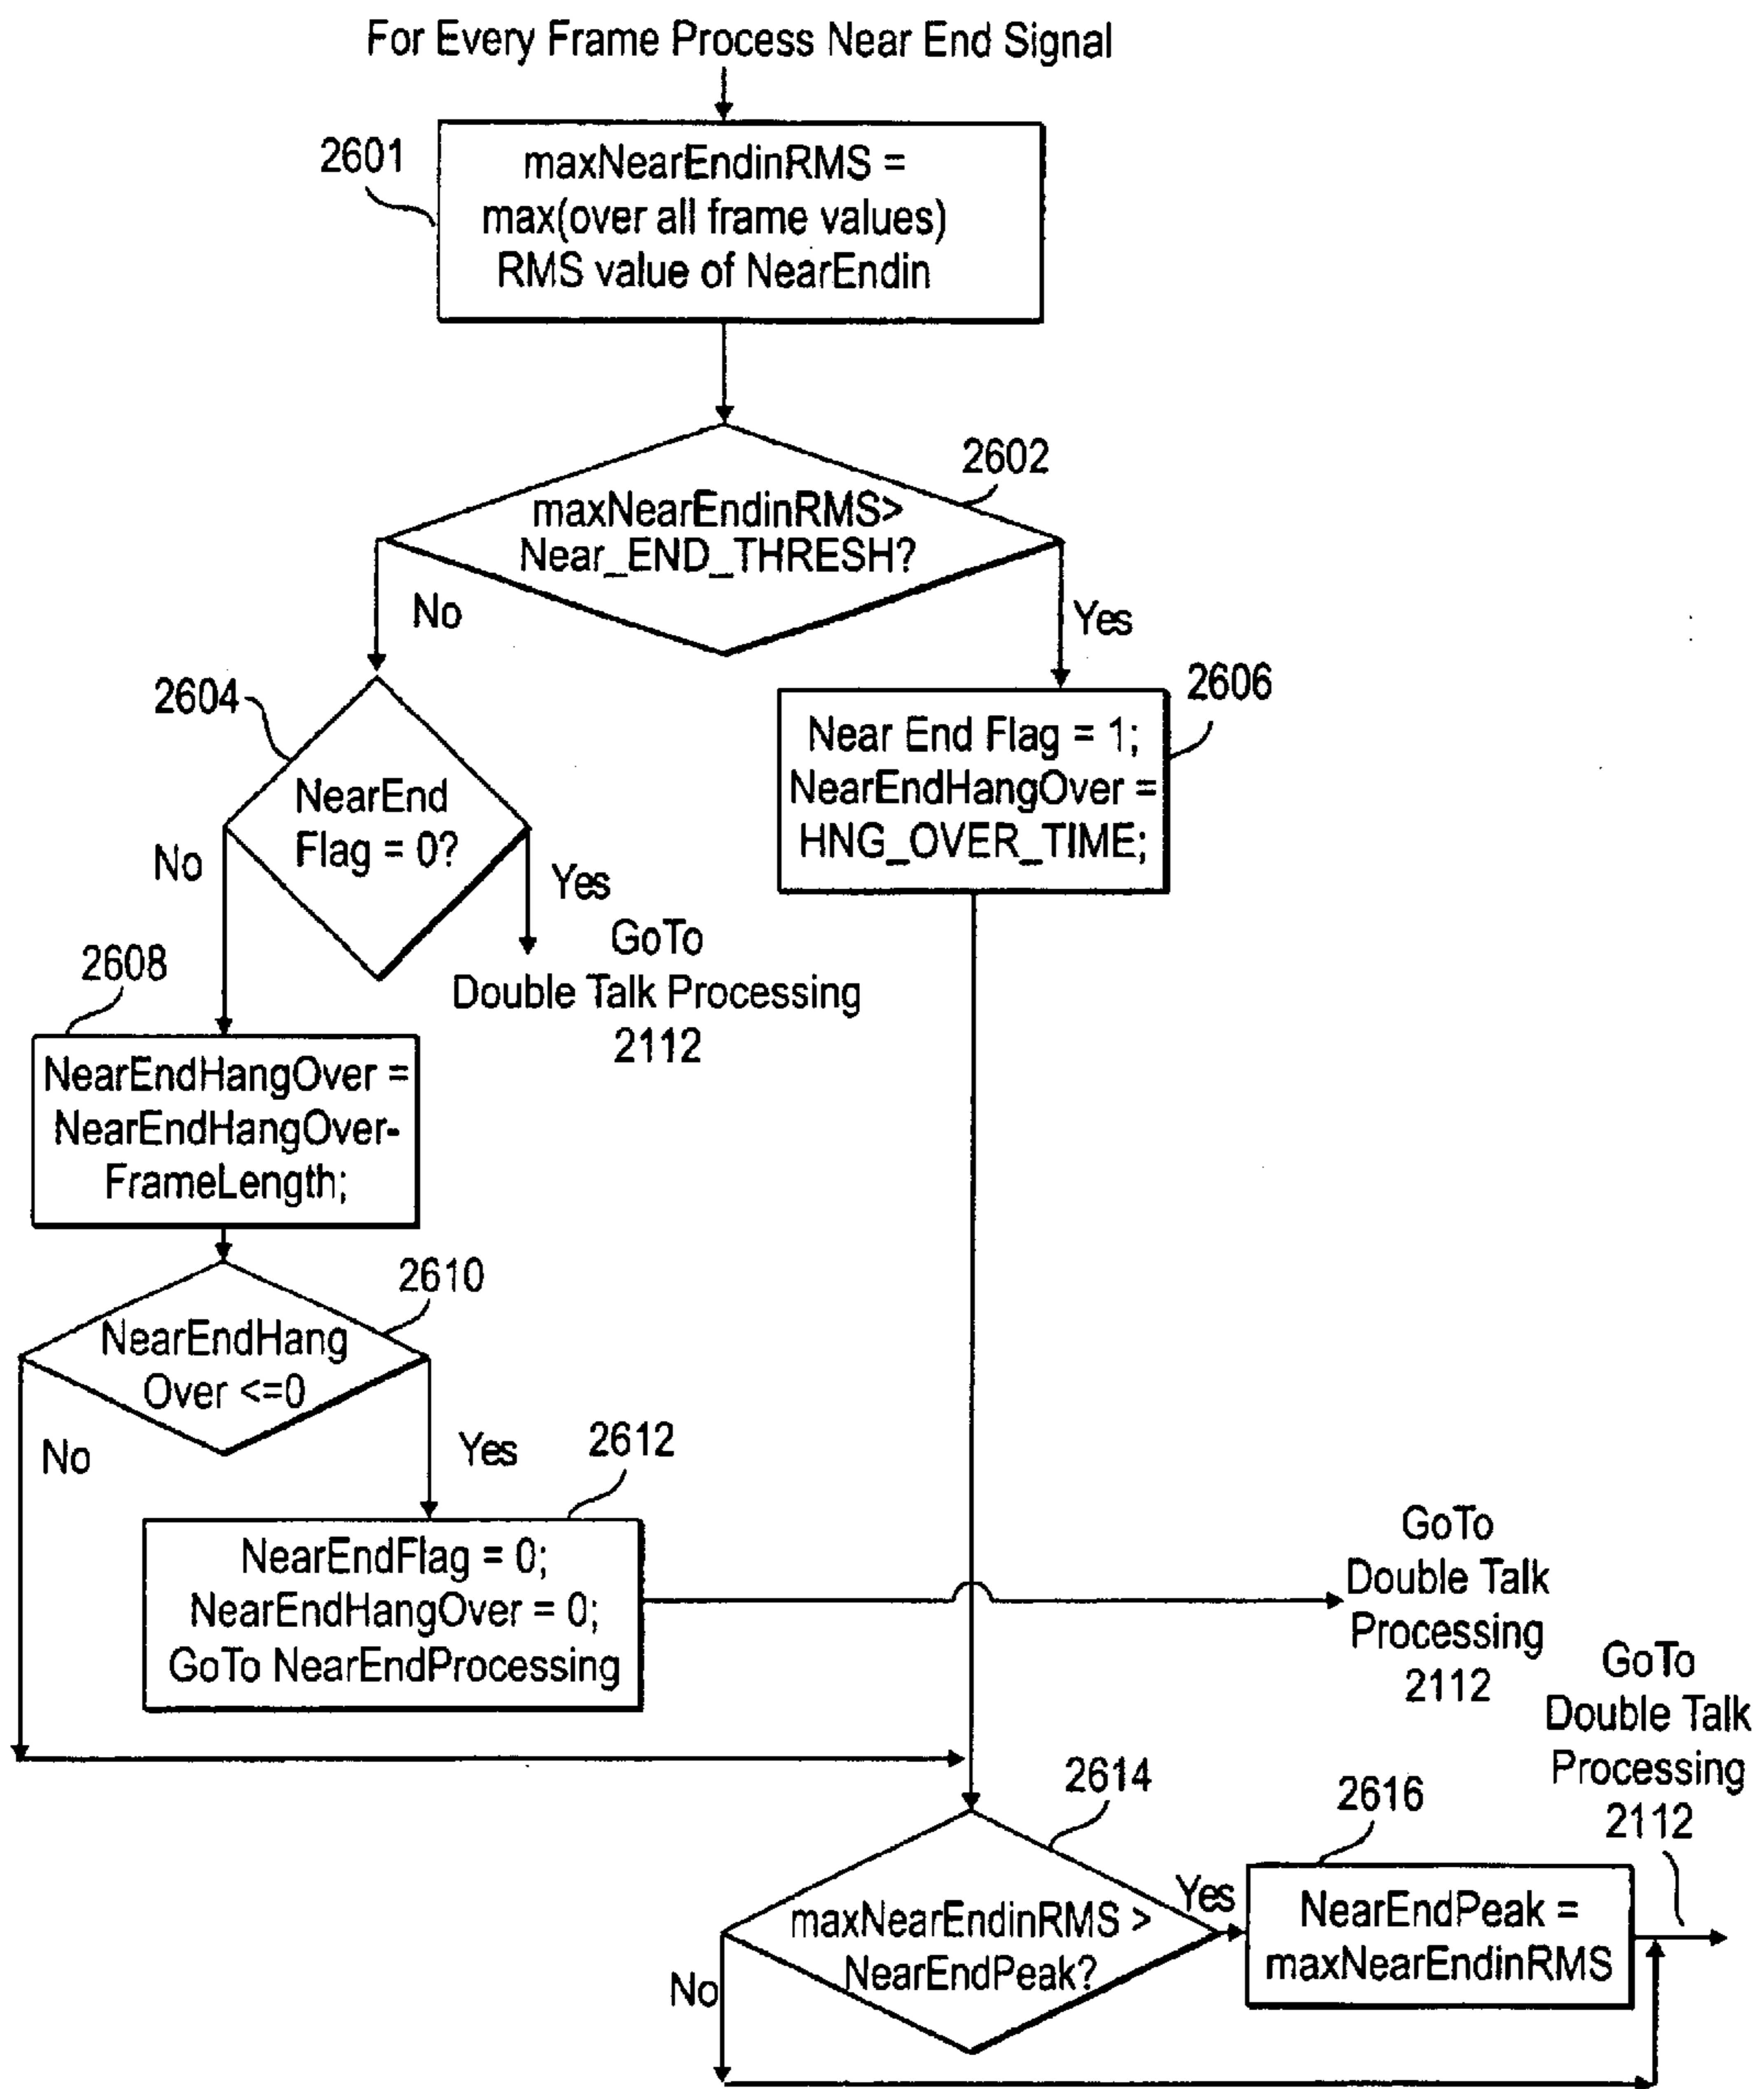 For Every Frame Process Near End Signal
2601
maxNearEndinRMS =
max(over all frame values)
RMS value of NearEndin
2602
maxNearEndinRMS>
Near_END_THRESH?
No
Yes
2604
2606
NearEnd
Flag = 0?
Near End Flag = 1;
NearEndHangOver =
HNG_OVER_TIME;
No
Yes
GoTo
Double Talk Processing
2112
2608
NearEndHangOver =
NearEndHangOver-
FrameLength;
2610
NearEndHang
Over <=0
No
Yes
2612
NearEndFlag = 0;
NearEndHangOver = 0;
GoTo NearEndProcessing
GoTo
Double Talk
Processing
2112
GoTo
Double Talk
Processing
2112
2614
2616
maxNearEndinRMS >
NearEndPeak?
Yes
NearEndPeak =
maxNearEndinRMS
No